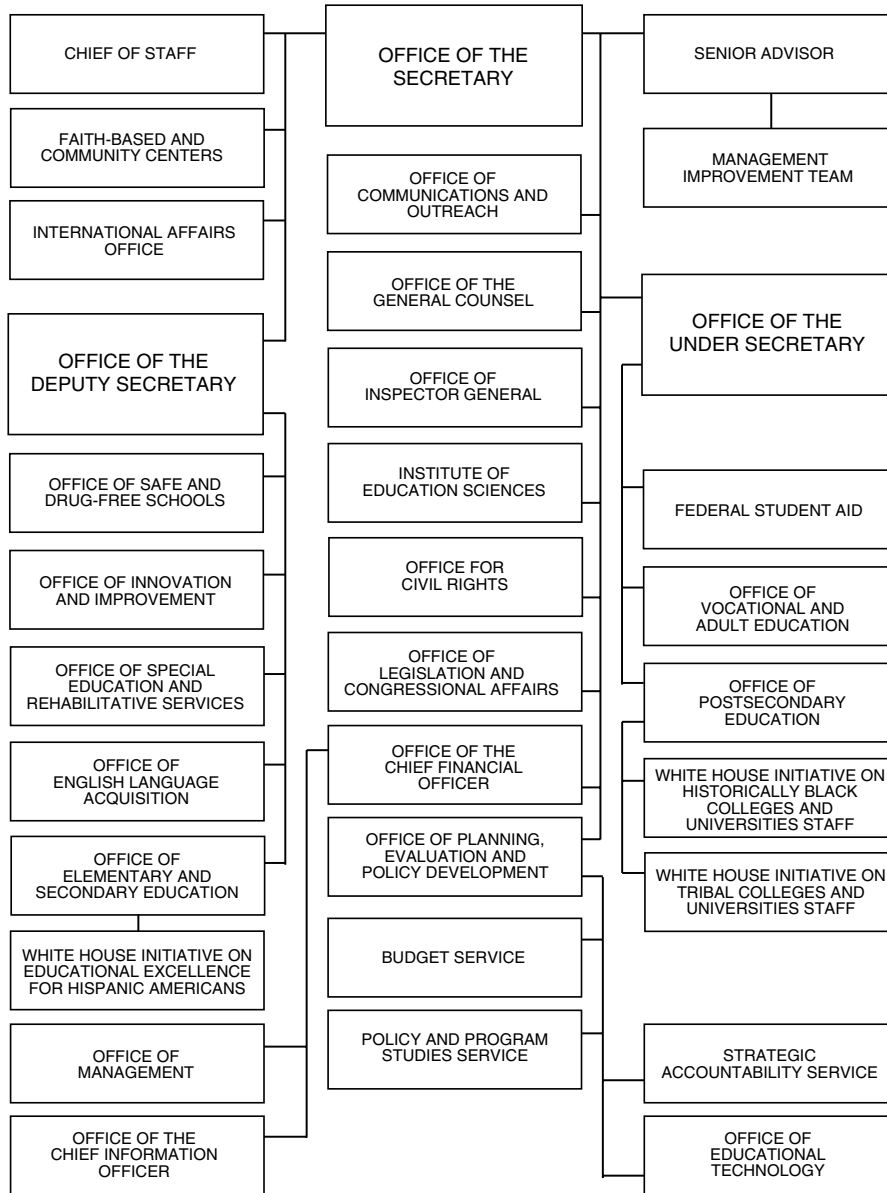 CHIEF OF STAFF
FAITH-BASED AND
COMMUNITY CENTERS
INTERNATIONAL AFFAIRS
OFFICE
OFFICE OF THE
DEPUTY SECRETARY
OFFICE OF SAFE AND
DRUG-FREE SCHOOLS
OFFICE OF INNOVATION
AND IMPROVEMENT
OFFICE OF SPECIAL
EDUCATION AND
REHABILITATIVE SERVICES
OFFICE OF
ENGLISH LANGUAGE
ACQUISITION
OFFICE OF
ELEMENTARY AND
SECONDARY EDUCATION
WHITE HOUSE INITIATIVE ON
EDUCATIONAL EXCELLENCE
FOR HISPANIC AMERICANS
OFFICE OF
MANAGEMENT
OFFICE OF THE
CHIEF INFORMATION
OFFICER
OFFICE OF THE
SECRETARY
OFFICE OF
COMMUNICATIONS AND
OUTREACH
OFFICE OF THE
GENERAL COUNSEL
OFFICE OF
INSPECTOR GENERAL
INSTITUTE OF
EDUCATION SCIENCES
OFFICE FOR
CIVIL RIGHTS
OFFICE OF
LEGISLATION AND
CONGRESSIONAL AFFAIRS
OFFICE OF THE
CHIEF FINANCIAL
OFFICER
OFFICE OF PLANNING,
EVALUATION AND
POLICY DEVELOPMENT
BUDGET SERVICE
POLICY AND PROGRAM
STUDIES SERVICE
SENIOR ADVISOR
MANAGEMENT
IMPROVEMENT TEAM
OFFICE OF THE
UNDER SECRETARY
FEDERAL STUDENT AID
OFFICE OF
VOCATIONAL AND
ADULT EDUCATION
OFFICE OF
POSTSECONDARY
EDUCATION
WHITE HOUSE INITIATIVE ON
HISTORICALLY BLACK
COLLEGES AND
UNIVERSITIES STAFF
WHITE HOUSE INITIATIVE ON
TRIBAL COLLEGES AND
UNIVERSITIES STAFF
STRATEGIC
ACCOUNTABILITY SERVICE
OFFICE OF
EDUCATIONAL
TECHNOLOGY